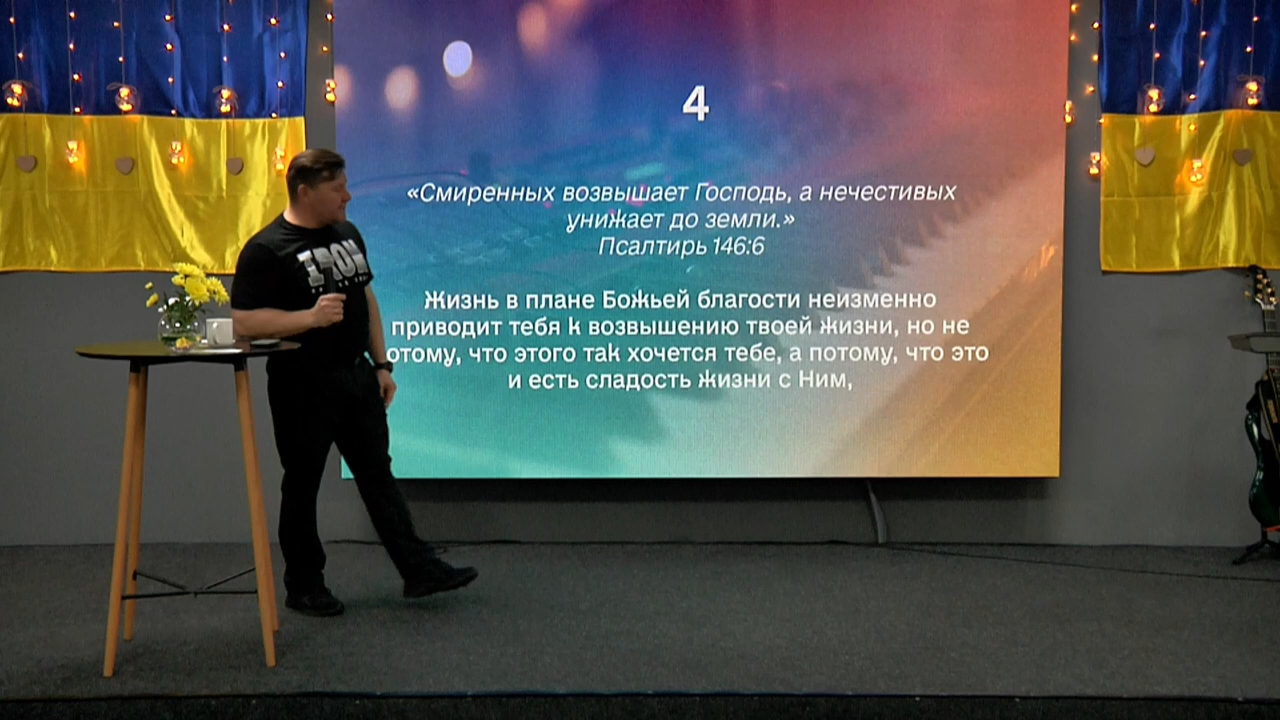 4
«Смиренных возвышает Господь, а нечестивых
унижает до земли.»
Псалтирь 146:6
Жизнь в плане Божьей благости неизменно
приводит тебя к возвышению твоей жизни, но не
отому, что этого так хочется тебе, а потому, что это
и есть сладость жизни с Ним,
IRON